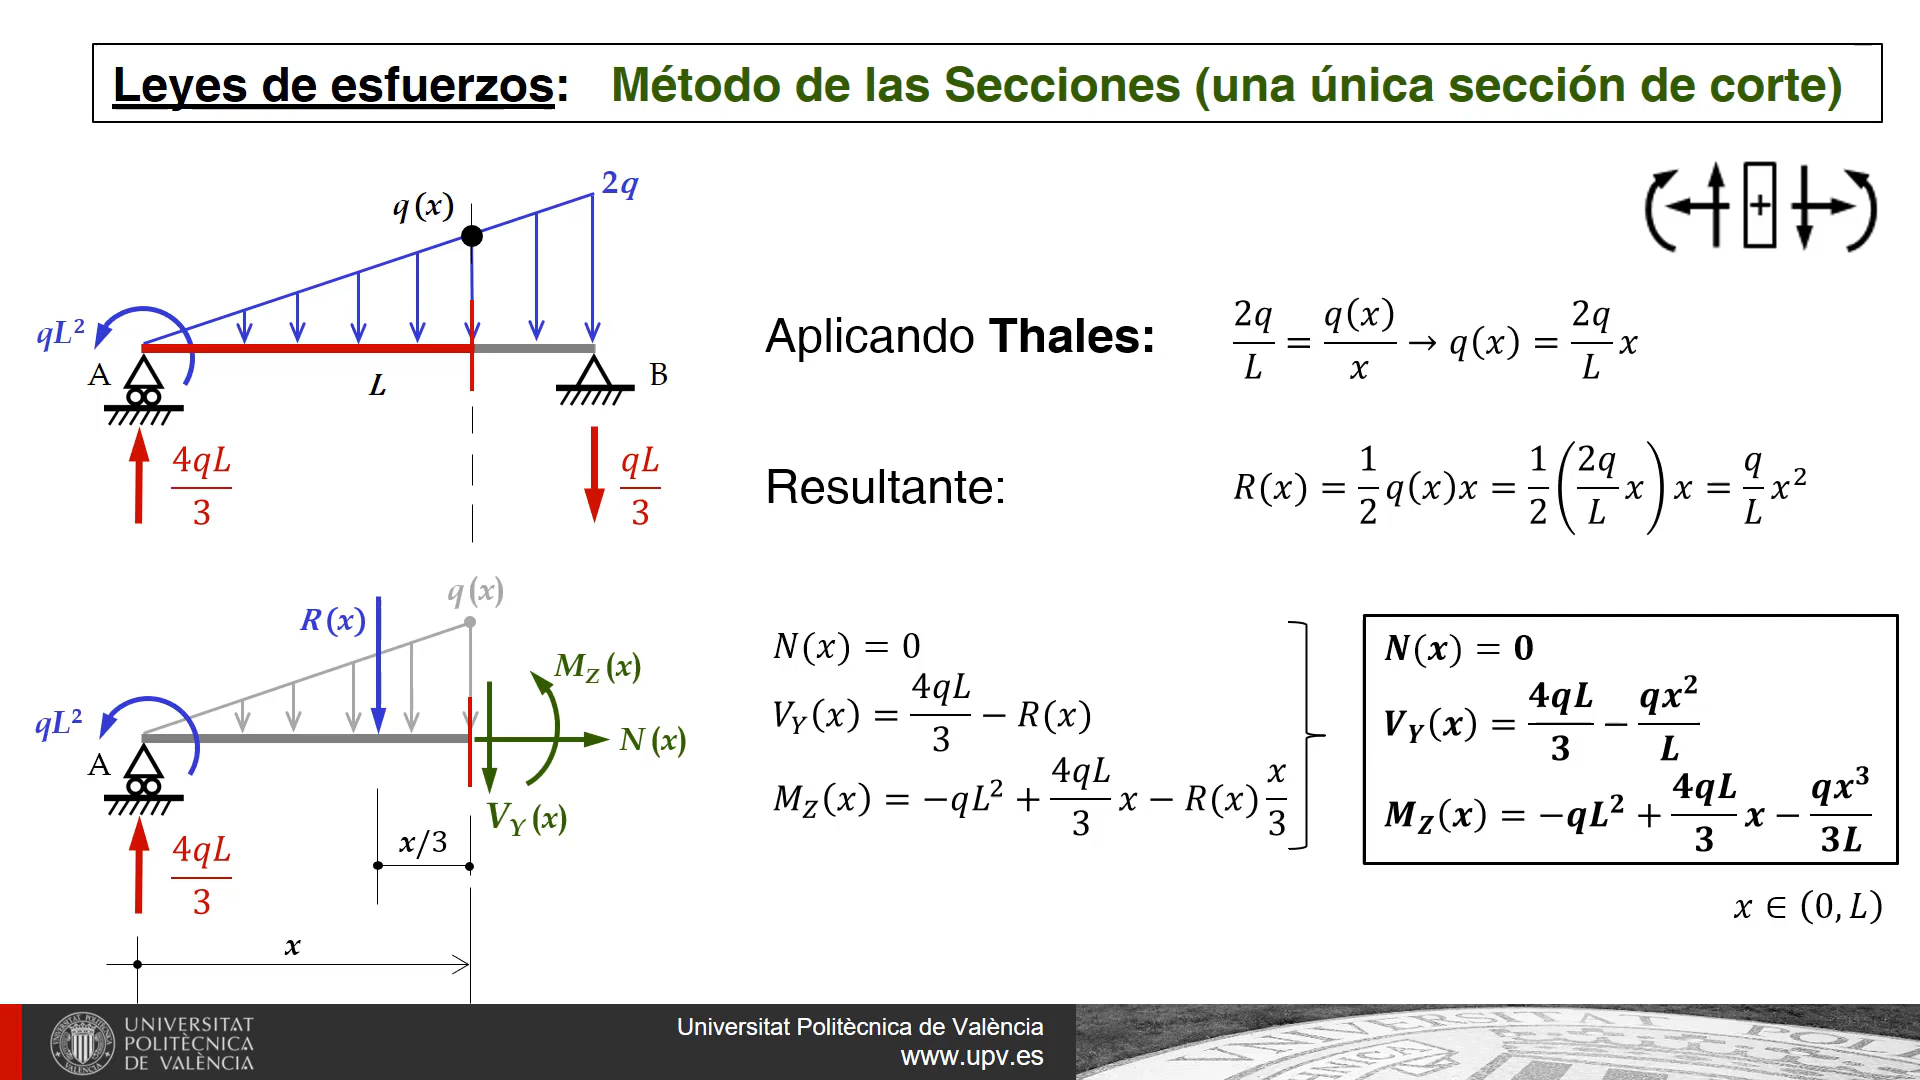 Leyes de esfuerzos: Método de las Secciones (una única sección de corte)
2q
q(x)
qL²
A
L
B
4qL/3
qL/3
+
Aplicando Thales: 2q/L = q(x)/x → q(x) = 2q/L x
Resultante: R(x) = 1/2 q(x)x = 1/2 (2q/L x) x = q/L x²
q(x)
R(x)
M_Z(x)
qL²
N(x)
A
V_Y(x)
4qL/3
x/3
x
N(x) = 0
V_Y(x) = 4qL/3 − R(x)
M_Z(x) = −qL² + 4qL/3 x − R(x) x/3
N(x) = 0
V_Y(x) = 4qL/3 − qx²/L
M_Z(x) = −qL² + 4qL/3 x − qx³/3L
x ∈ (0, L)
UNIVERSITAT
POLITÈCNICA
DE VALÈNCIA
Universitat Politècnica de València
www.upv.es